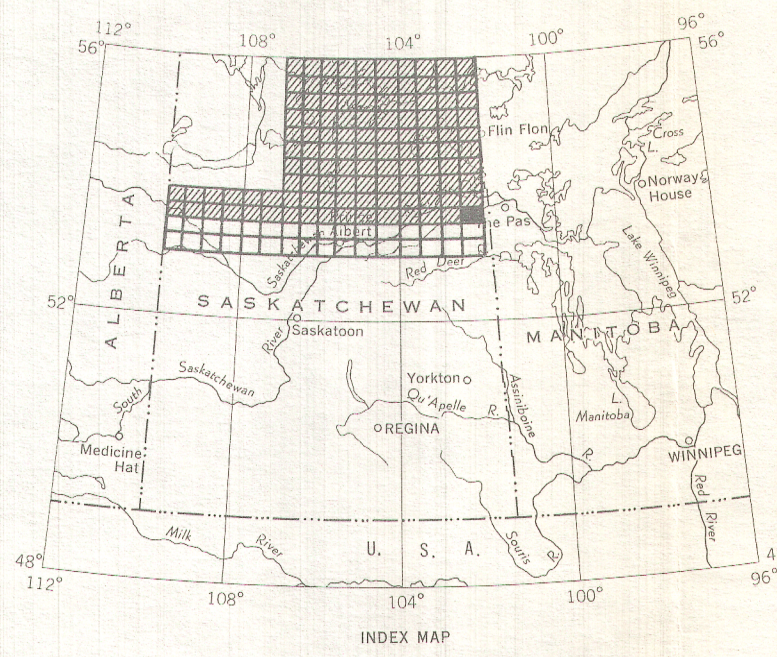 112° 108° 104° 100° 96°
56° 56°
Flin Flon
Cross
L.
Norway
House
ALBERTA
Prince
Albert
The Pas
Saskatchewan
Red Deer
Lake Winnipeg
52° 52°
SASKATCHEWAN
MANITOBA
River
Saskatoon
Saskatchewan
South
Yorkton
Qu'Apelle R.
Assiniboine
L.
Manitoba
REGINA
R.
Medicine
Hat
WINNIPEG
Red
River
Milk River
U. S. A.
Souris R.
48° 4
112° 108° 104° 100° 96°
INDEX MAP